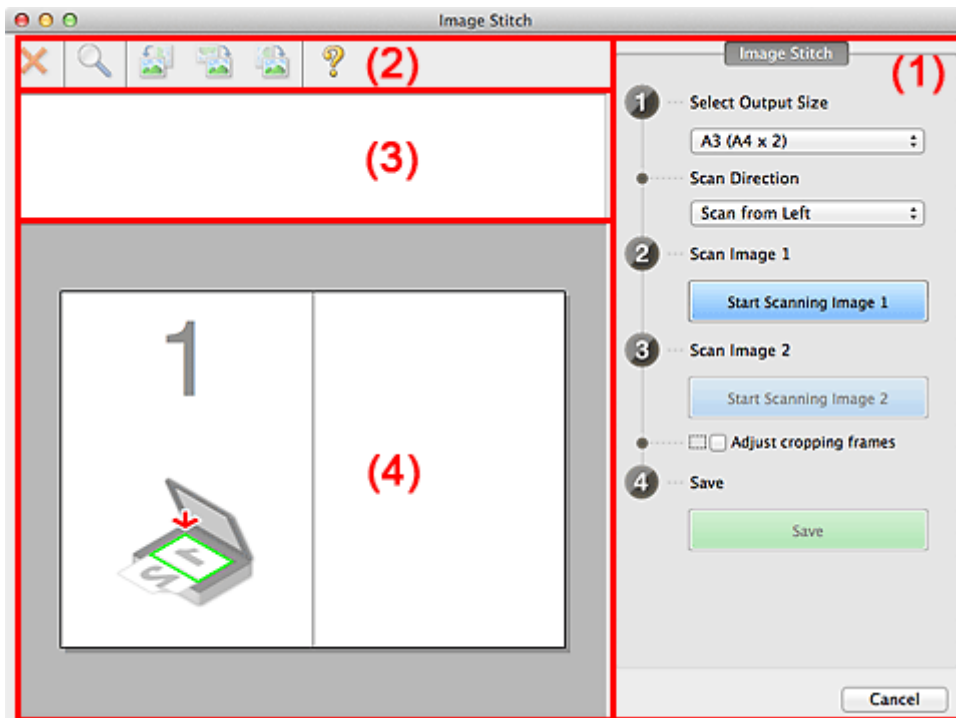 Image Stitch
(2)
(3)
1
(4)
Image Stitch
(1)
1 Select Output Size
A3 (A4 x 2)
Scan Direction
Scan from Left
2 Scan Image 1
Start Scanning Image 1
3 Scan Image 2
Start Scanning Image 2
Adjust cropping frames
4 Save
Save
Cancel